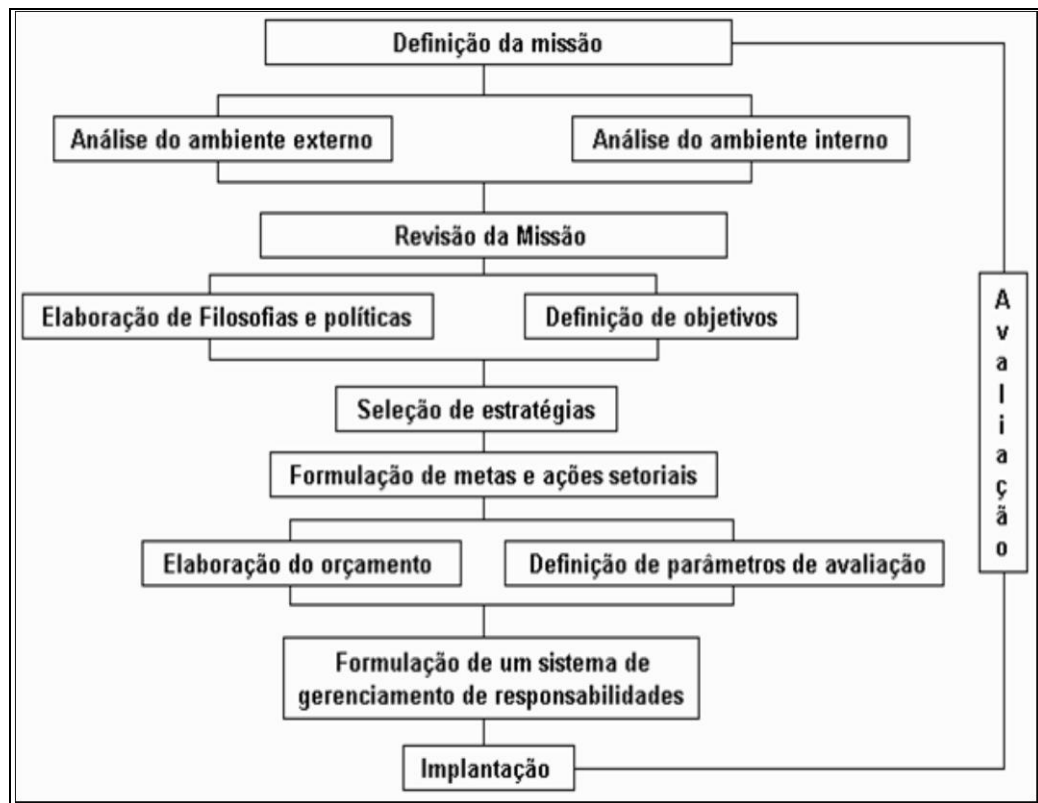 Definição da missão
Análise do ambiente externo
Análise do ambiente interno
Revisão da Missão
Elaboração de Filosofias e políticas
Definição de objetivos
Seleção de estratégias
Formulação de metas e ações setoriais
Elaboração do orçamento
Definição de parâmetros de avaliação
Formulação de um sistema de
gerenciamento de responsabilidades
Implantação
Avaliação